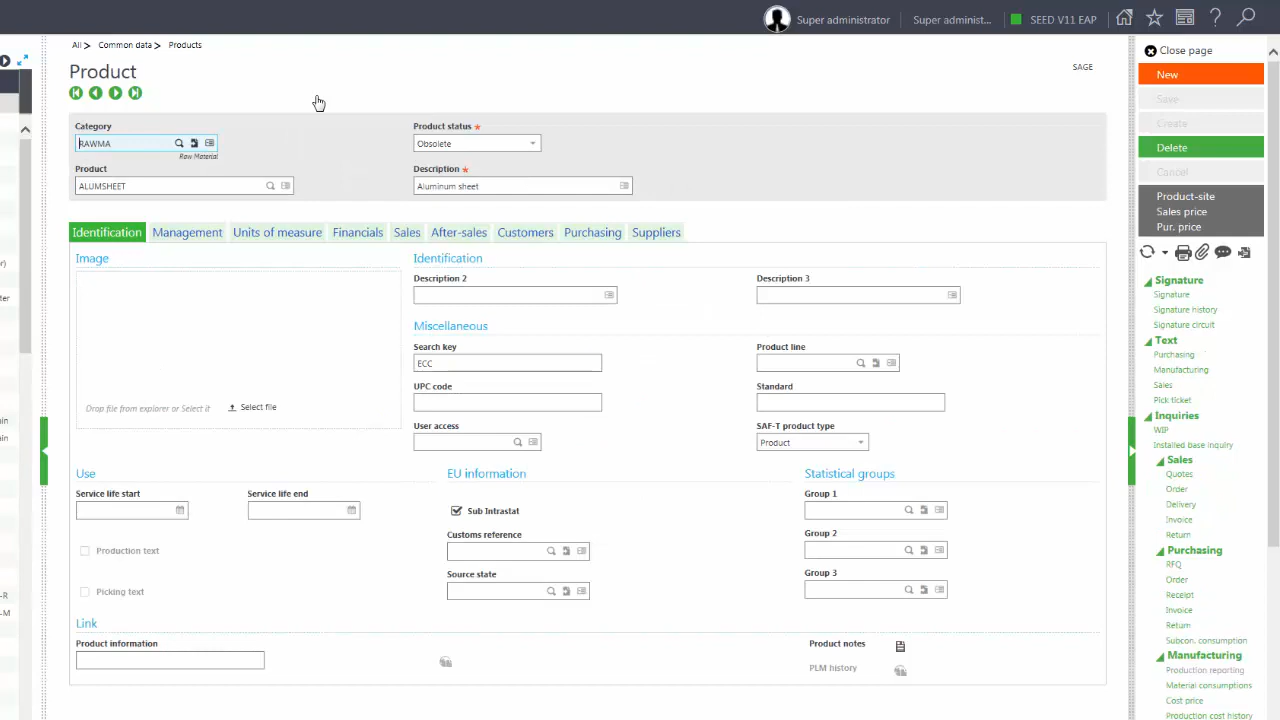 Super administrator
Super administ...
SEED V11 EAP
All > Common data > Products
Product
SAGE
Category
RAWMA
Raw Material
Product status *
Obsolete
Product
ALUMSHEET
Description *
Aluminum sheet
Identification
Management
Units of measure
Financials
Sales
After-sales
Customers
Purchasing
Suppliers
Image
Drop file from explorer or Select it
Select file
Identification
Description 2
Description 3
Miscellaneous
Search key
ECC
Product line
UPC code
Standard
User access
SAF-T product type
Product
Use
Service life start
Service life end
Production text
Picking text
EU information
Sub Intrastat
Customs reference
Source state
Statistical groups
Group 1
Group 2
Group 3
Link
Product information
Product notes
PLM history
Close page
New
Save
Create
Delete
Cancel
Product-site
Sales price
Pur. price
Signature
Signature
Signature history
Signature circuit
Text
Purchasing
Manufacturing
Sales
Pick ticket
Inquiries
WIP
Installed base inquiry
Sales
Quotes
Order
Delivery
Invoice
Return
Purchasing
RFQ
Order
Receipt
Invoice
Return
Subcon. consumption
Manufacturing
Production reporting
Material consumptions
Cost price
Production cost history